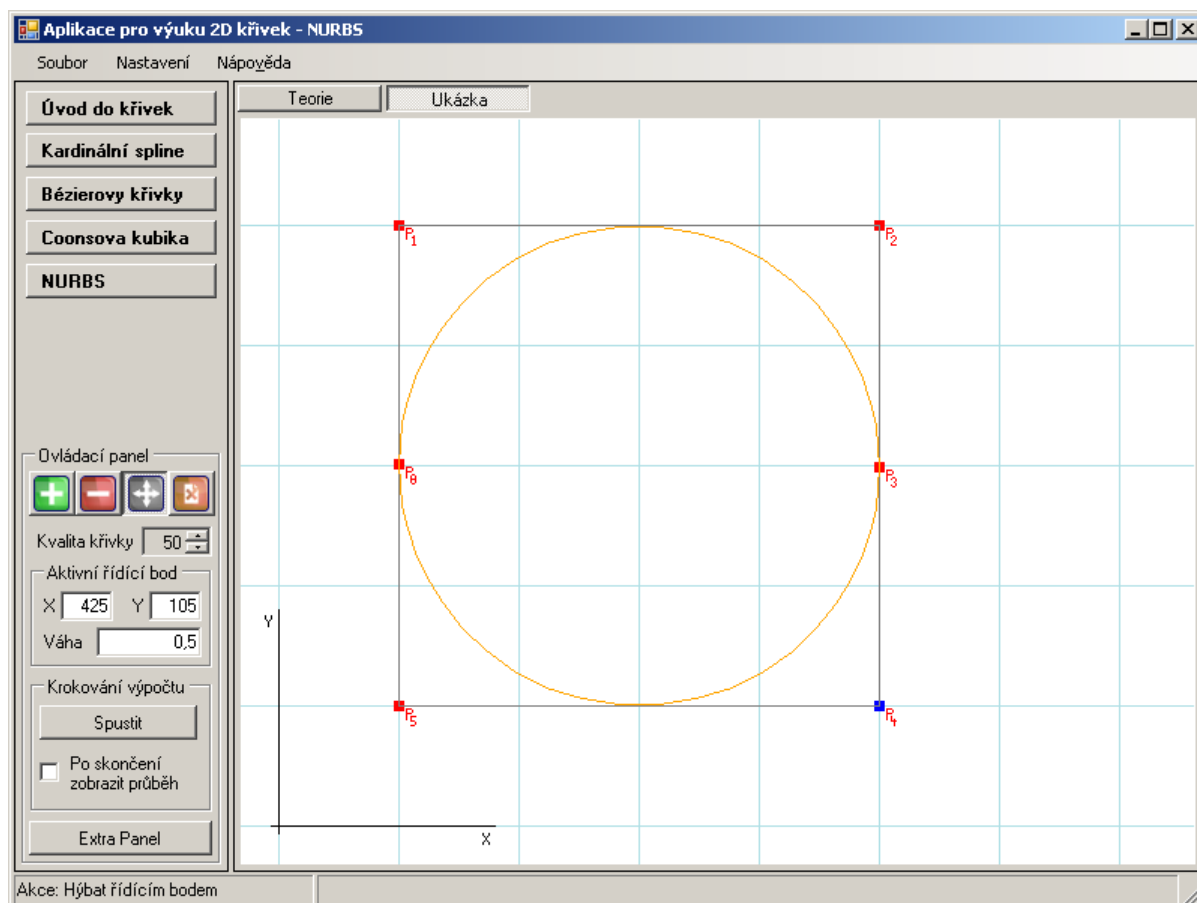 Aplikace pro výuku 2D křivek - NURBS
Soubor Nastavení Nápověda
Úvod do křivek
Kardinální spline
Bézierovy křivky
Coonsova kubika
NURBS
Ovládací panel
Kvalita křivky 50
Aktivní řídící bod
X 425 Y 105
Váha 0,5
Krokování výpočtu
Spustit
Po skončení
zobrazit průběh
Extra Panel
Teorie Ukázka
P1 P2
P3
P5 P4
Y
X
Akce: Hýbat řídícím bodem